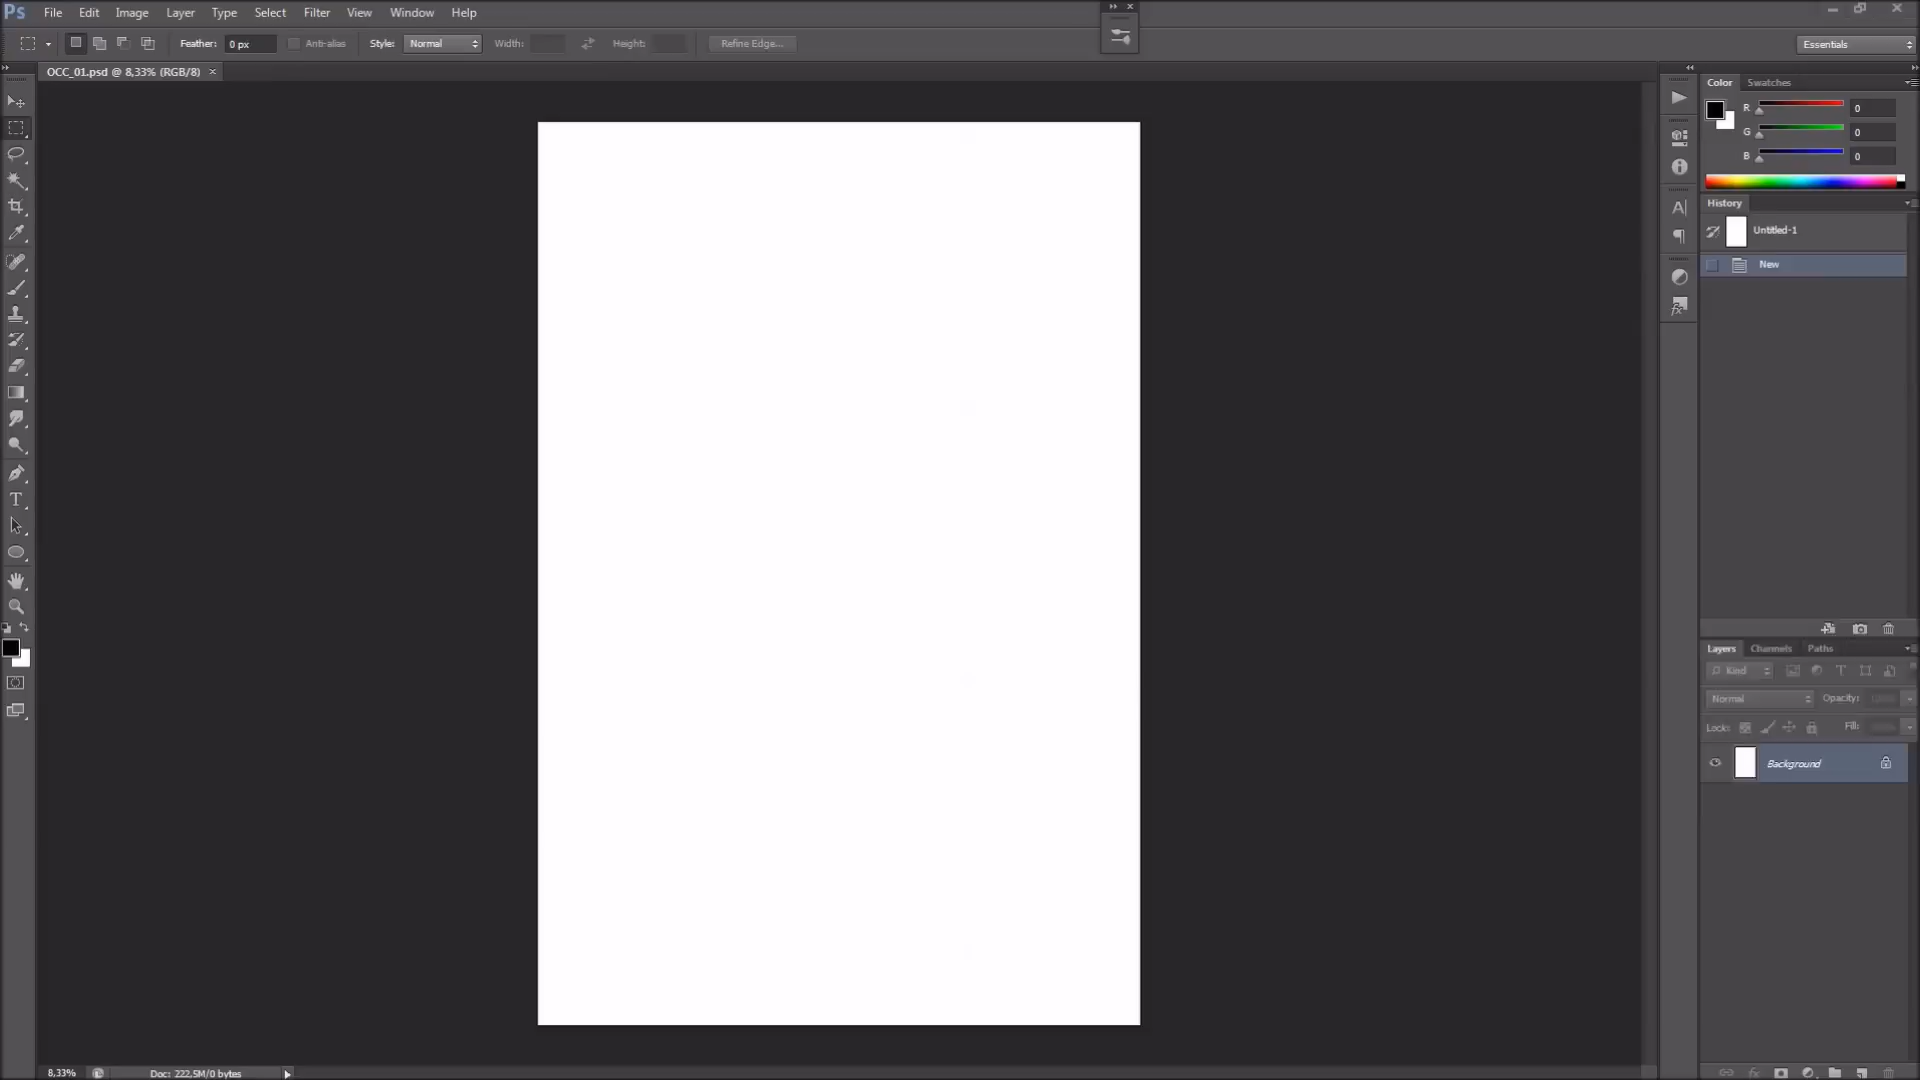 Ps File Edit Image Layer Type Select Filter View Window Help
Feather: 0 px Anti-alias Style: Normal Width: Height: Refine Edge... Essentials
OCC_01.psd @ 8,33% (RGB/8) ×
Color Swatches
R 0
G 0
B 0
History
Untitled-1
New
Layers Channels Paths
Kind
Normal Opacity:
Lock: Fill:
Background
8,33% Doc: 222,5M/0 bytes